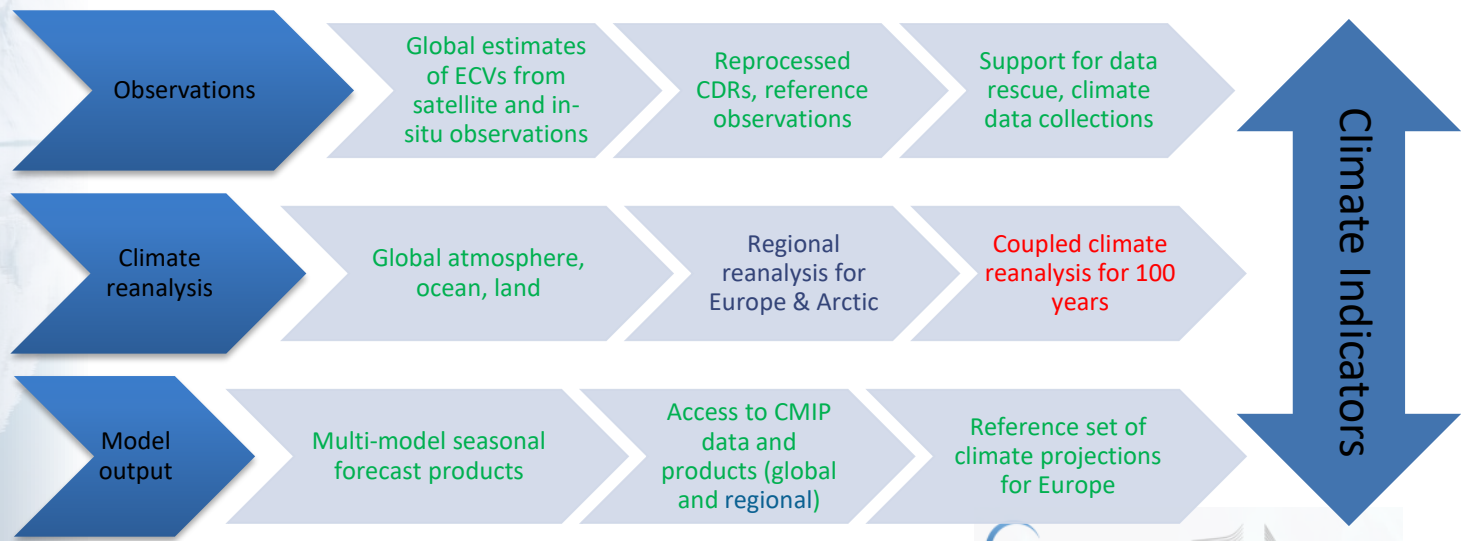 Observations
Global estimates
of ECVs from
satellite and in-
situ observations
Reprocessed
CDRs, reference
observations
Support for data
rescue, climate
data collections
Climate
reanalysis
Global atmosphere,
ocean, land
Regional
reanalysis for
Europe & Arctic
Coupled climate
reanalysis for 100
years
Model
output
Multi-model seasonal
forecast products
Access to CMIP
data and
products (global
and regional)
Reference set of
climate projections
for Europe
Climate Indicators